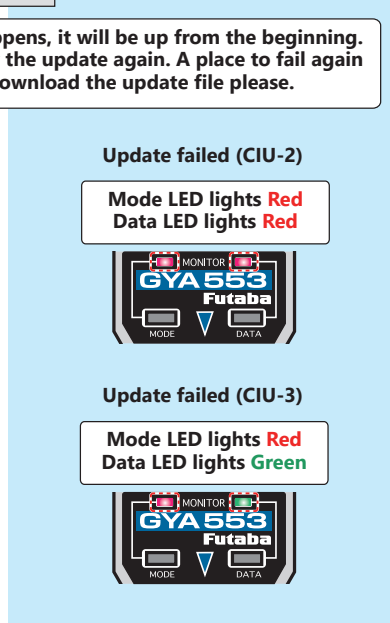 ppens, it will be up from the beginning.
the update again. A place to fail again
ownload the update file please.
Update failed (CIU-2)
Mode LED lights Red
Data LED lights Red
MONITOR
GYA553
Futaba
MODE DATA
Update failed (CIU-3)
Mode LED lights Red
Data LED lights Green
MONITOR
GYA553
Futaba
MODE DATA